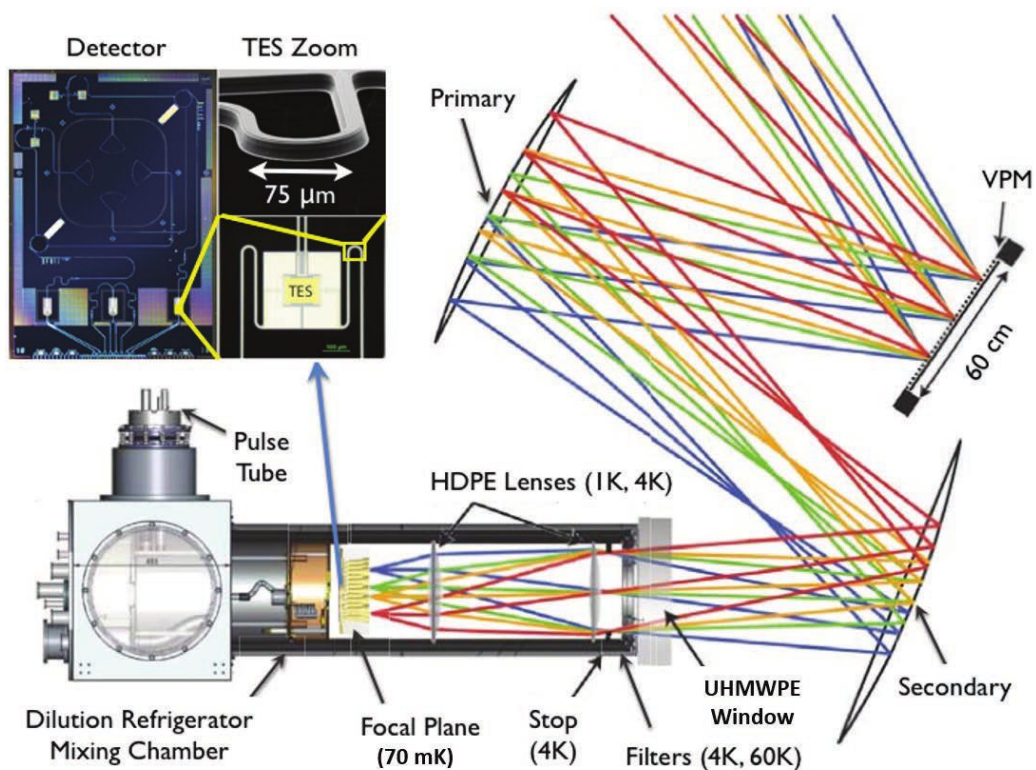 Detector
TES Zoom
75 μm
TES
Primary
VPM
60 cm
Pulse
Tube
HDPE Lenses (1K, 4K)
Dilution Refrigerator
Mixing Chamber
Focal Plane
(70 mK)
Stop
(4K)
UHMWPE
Window
Filters (4K, 60K)
Secondary